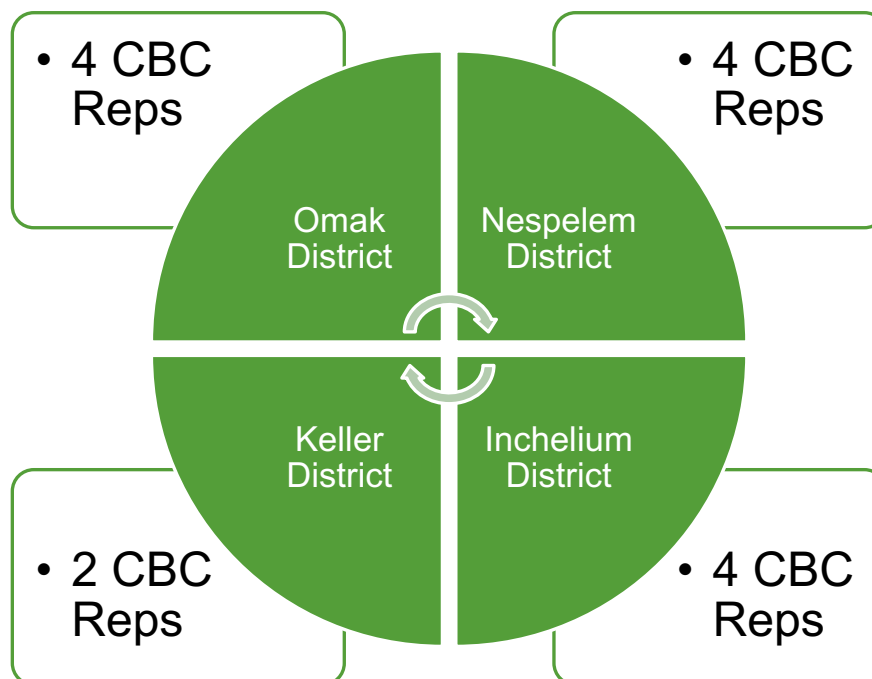 • 4 CBC
Reps
• 4 CBC
Reps
Omak
District
Nespelem
District
Keller
District
Inchelium
District
• 2 CBC
Reps
• 4 CBC
Reps